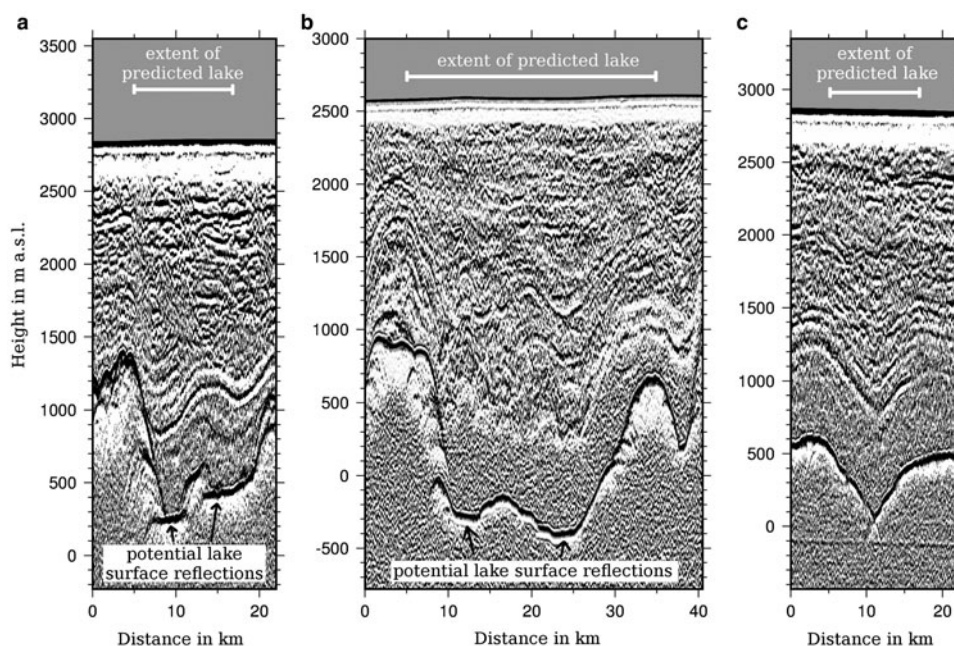 a
b
c
extent of
predicted lake
extent of predicted lake
extent of
predicted lake
3500
3000
2500
2000
1500
1000
500
0
3000
2500
2000
1500
1000
500
0
-500
3000
2500
2000
1500
1000
500
0
Height in m a.s.l.
potential lake
surface reflections
potential lake surface reflections
0 10 20
0 10 20 30 40
0 10 20
Distance in km
Distance in km
Distance in km